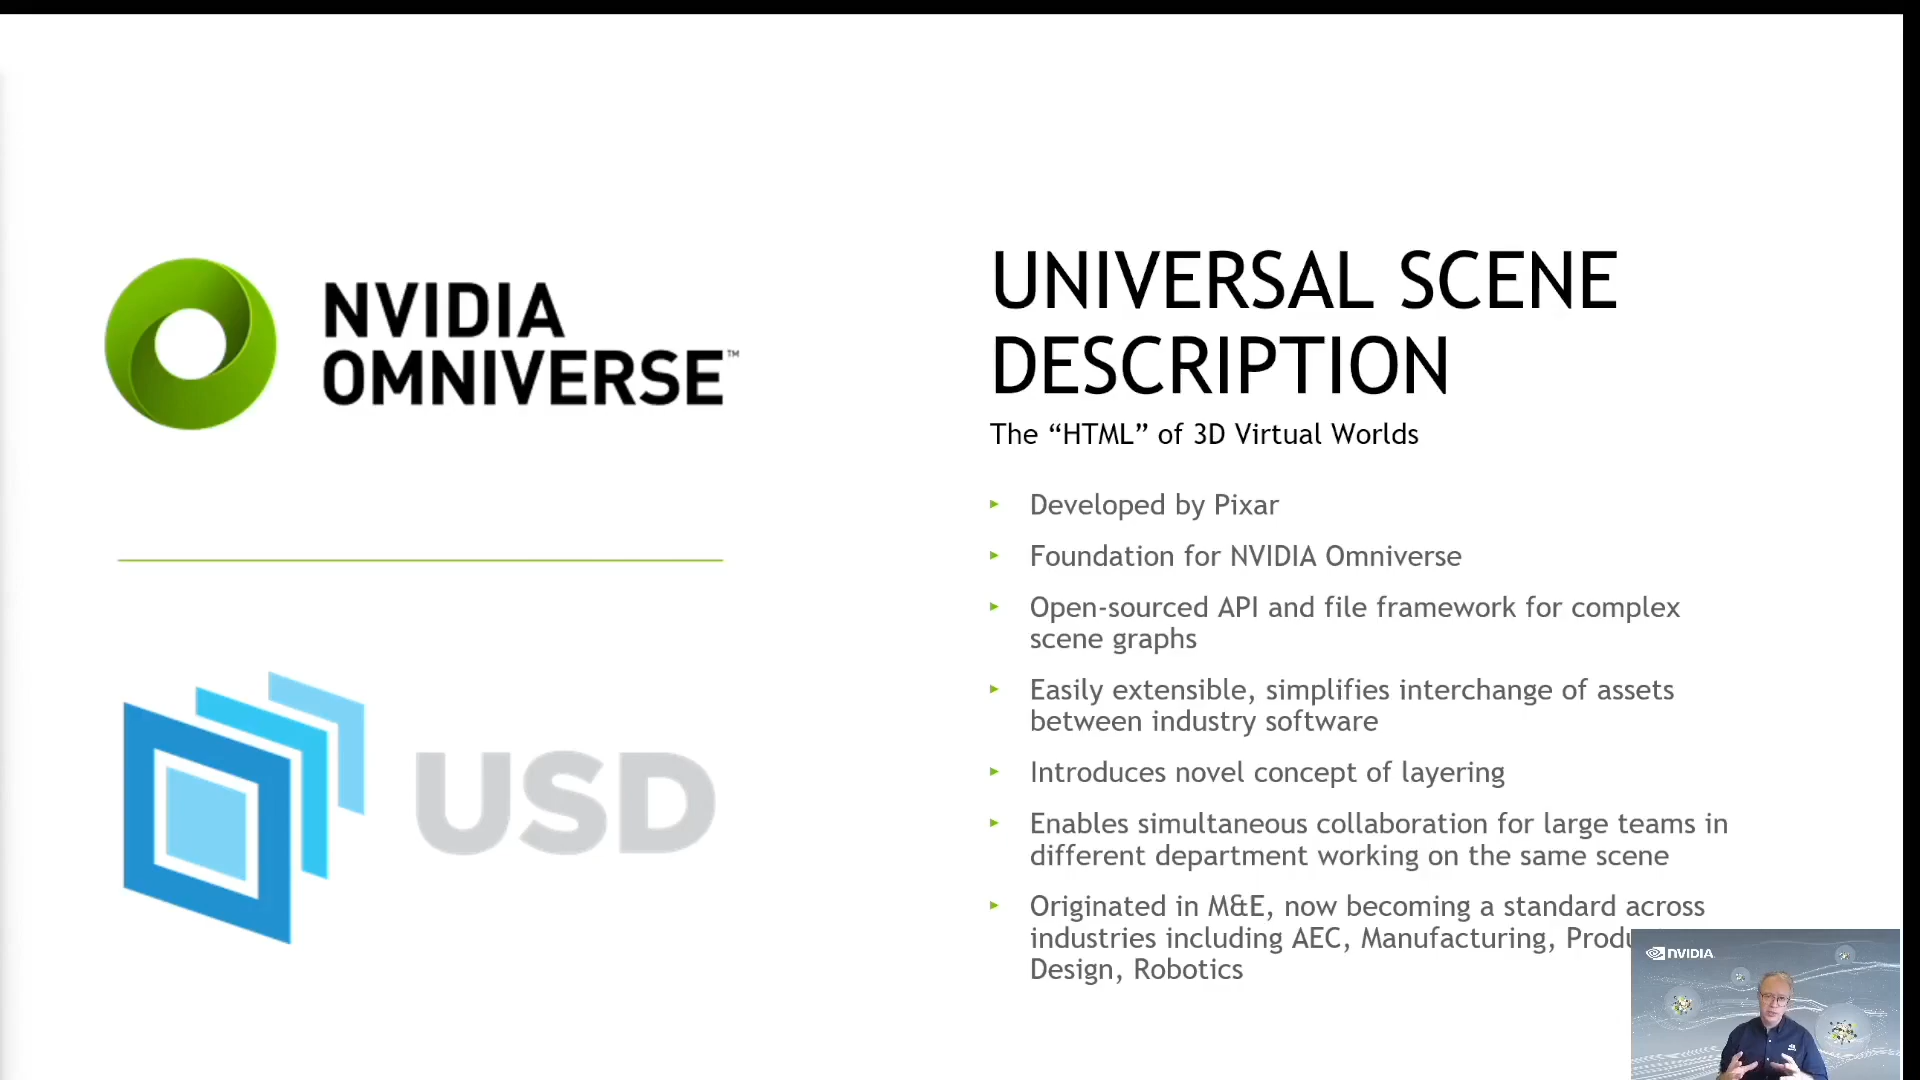 NVIDIA
OMNIVERSE™
USD
UNIVERSAL SCENE
DESCRIPTION
The “HTML” of 3D Virtual Worlds
Developed by Pixar
Foundation for NVIDIA Omniverse
Open-sourced API and file framework for complex
scene graphs
Easily extensible, simplifies interchange of assets
between industry software
Introduces novel concept of layering
Enables simultaneous collaboration for large teams in
different department working on the same scene
Originated in M&E, now becoming a standard across
industries including AEC, Manufacturing,
Design, Robotics
NVIDIA